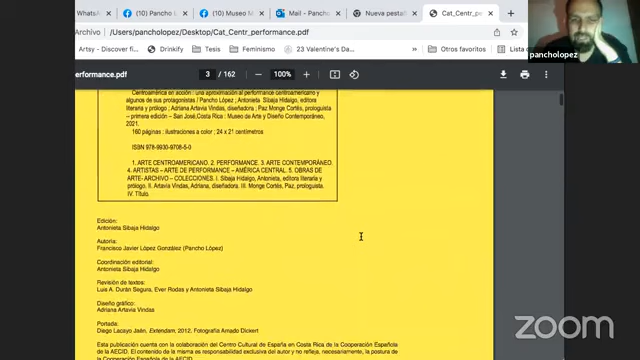 WhatsA
(10) Pancho L
(10) Museo M
Mail - Panche
Nueva pestañ
Cat_Centr_performance.pdf
Archivo | /Users/pancholopez/Desktop/Cat_Centr_performance.pdf
Artsy - Discover fi...
Drinkify
Teatro
Feminismo
23 Valentine's Da...
»
Otros favoritos
Listas
erformance.pdf
3 / 162
100%
pancholopez
Centroamérica en acción : una aproximación al performance centroamericano y
algunos de sus protagonistas / Pancho López ; Antonieta Sibaja Hidalgo, editora
literaria y prólogo ; Adriana Artavia Vindas, diseñadora ; Paz Monge Cortés, prologuista
– primera edición – San José,Costa Rica : Museo de Arte y Diseño Contemporáneo,
2021.
160 páginas : ilustraciones a color ; 24 x 21 centímetros
ISBN 978-9930-9708-5-0
1. ARTE CENTROAMERICANO. 2. PERFORMANCE. 3. ARTE CONTEMPORÁNEO.
4. ARTISTAS – ARTE DE PERFORMANCE – AMÉRICA CENTRAL. 5. OBRAS DE
ARTE-ARCHIVO – COLECCIONES. I. Sibaja Hidalgo, Antonieta, editora literaria y
prólogo, II. Artavia Vindas, Adriana, diseñadora. III. Monge Cortés, Paz, prologuista.
IV. Título.
Edición:
Antonieta Sibaja Hidalgo
Autoría:
Francisco Javier López González (Pancho López)
Coordinación editorial:
Antonieta Sibaja Hidalgo
Revisión de textos:
Luis A. Durán Segura, Ever Rodas y Antonieta Sibaja Hidalgo
Diseño gráfico:
Adriana Artavia Vindas
Portada:
Diego Lacayo Jaén, Extendam, 2012. Fotografía Amado Dickert
Esta publicación cuenta con la colaboración del Centro Cultural de España en Costa Rica de la Cooperación Española
de la AECID. El contenido de la misma es responsabilidad exclusiva del autor y no refleja, necesariamente, la postura de
la Cooperación Española de la AECID.
zoom